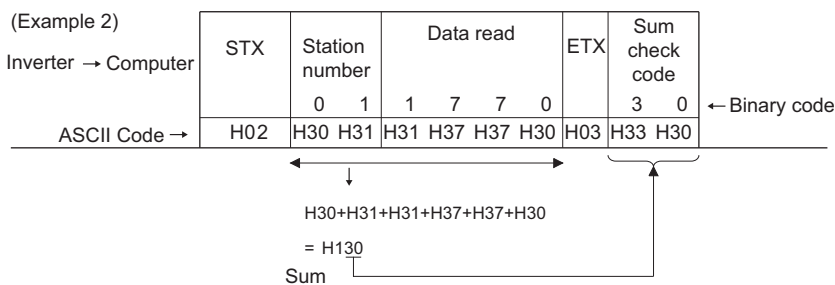 (Example 2)
Inverter → Computer
STX
Station number
Data read
ETX
Sum check code
0 1 1 7 7 0 3 0
← Binary code
ASCII Code →
H02 H30 H31 H31 H37 H37 H30 H03 H33 H30
H30+H31+H31+H37+H37+H30
= H130
Sum